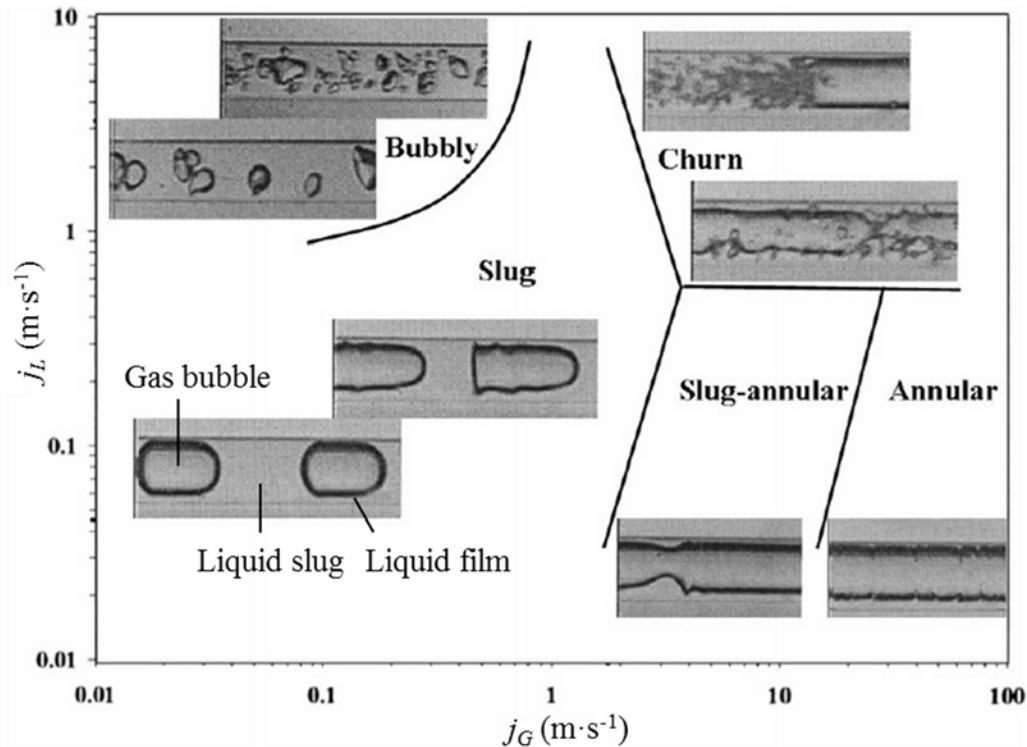 10
1
0.1
0.01
j_L (m·s⁻¹)
Bubbly
Churn
Slug
Gas bubble
Slug-annular
Annular
Liquid slug
Liquid film
0.01
0.1
1
10
100
j_G (m·s⁻¹)